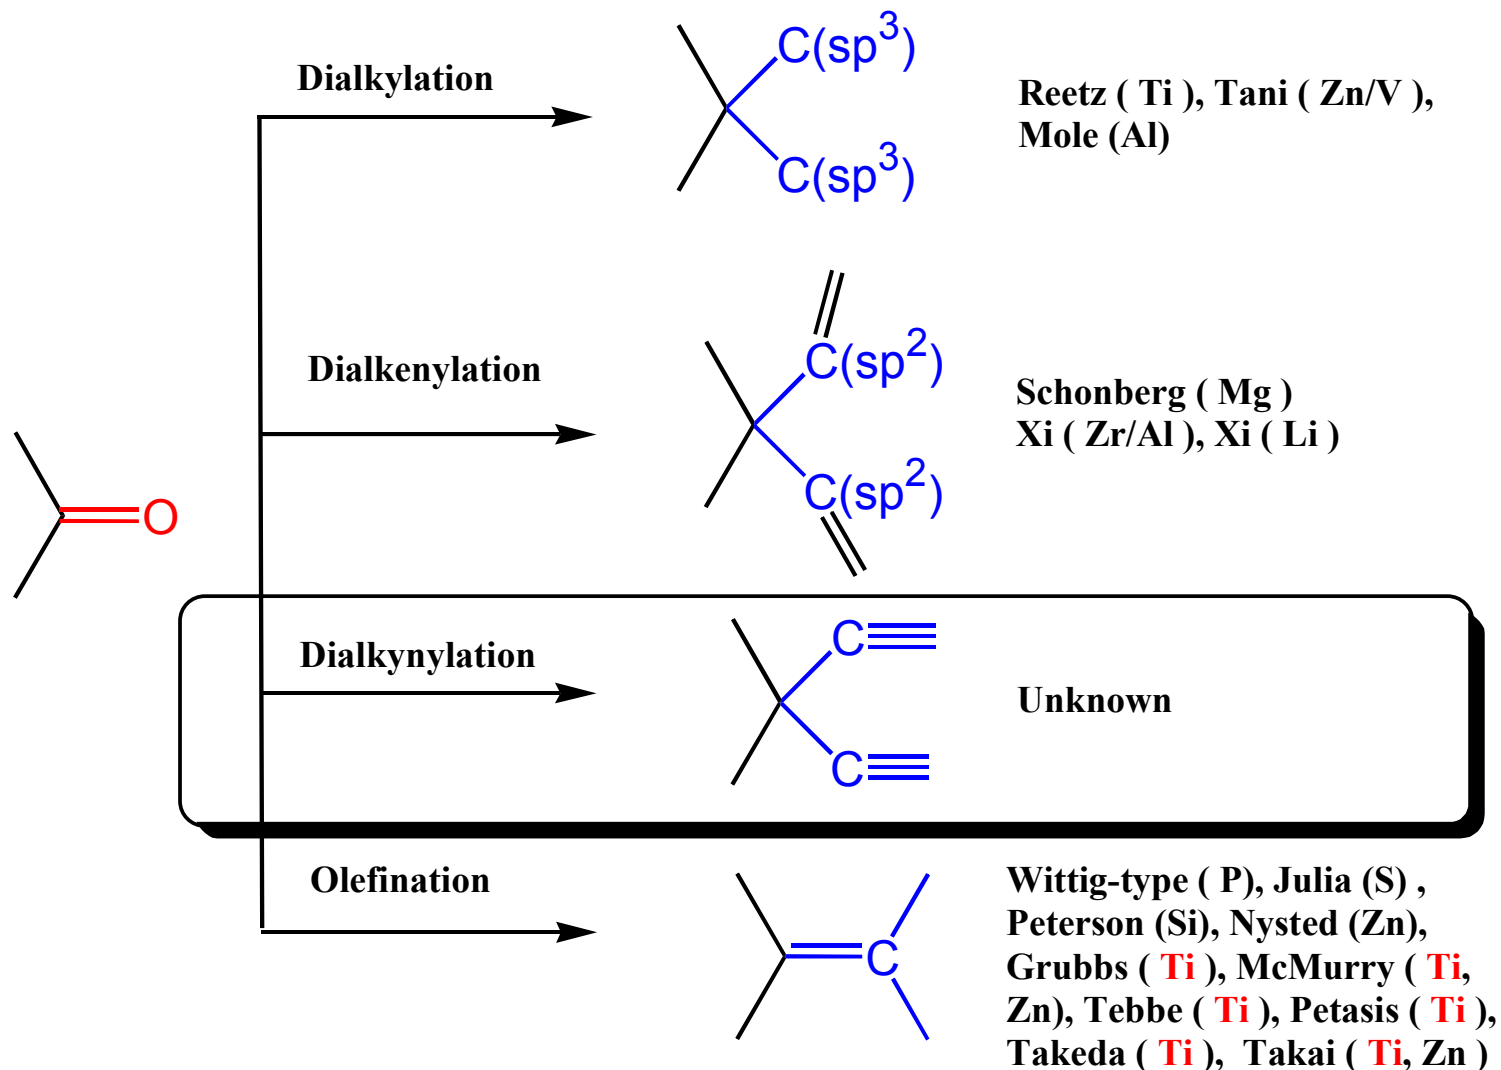 Dialkylation
C(sp³)
C(sp³)
Reetz ( Ti ), Tani ( Zn/V ),
Mole (Al)
Dialkenylation
C(sp²)
C(sp²)
Schonberg ( Mg )
Xi ( Zr/Al ), Xi ( Li )
O
Dialkynylation
C
C
Unknown
Olefination
C
Wittig-type ( P), Julia (S) ,
Peterson (Si), Nysted (Zn),
Grubbs ( Ti ), McMurry ( Ti,
Zn), Tebbe ( Ti ), Petasis ( Ti ),
Takeda ( Ti ), Takai ( Ti, Zn )